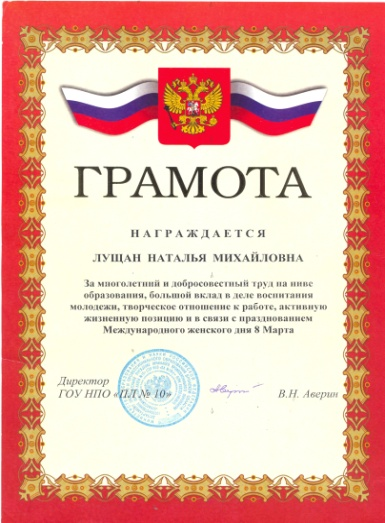 ГРАМОТА
НАГРАЖДАЕТСЯ
ЛУЩАН НАТАЛЬЯ МИХАЙЛОВНА
За многолетний и добросовестный труд на ниве
образования, большой вклад в деле воспитания
молодежи, творческое отношение к работе, активную
жизненную позицию и в связи с празднованием
Международного женского дня 8 Марта
Директор
ГОУ НПО «ПЛ № 10» В.Н. Аверин